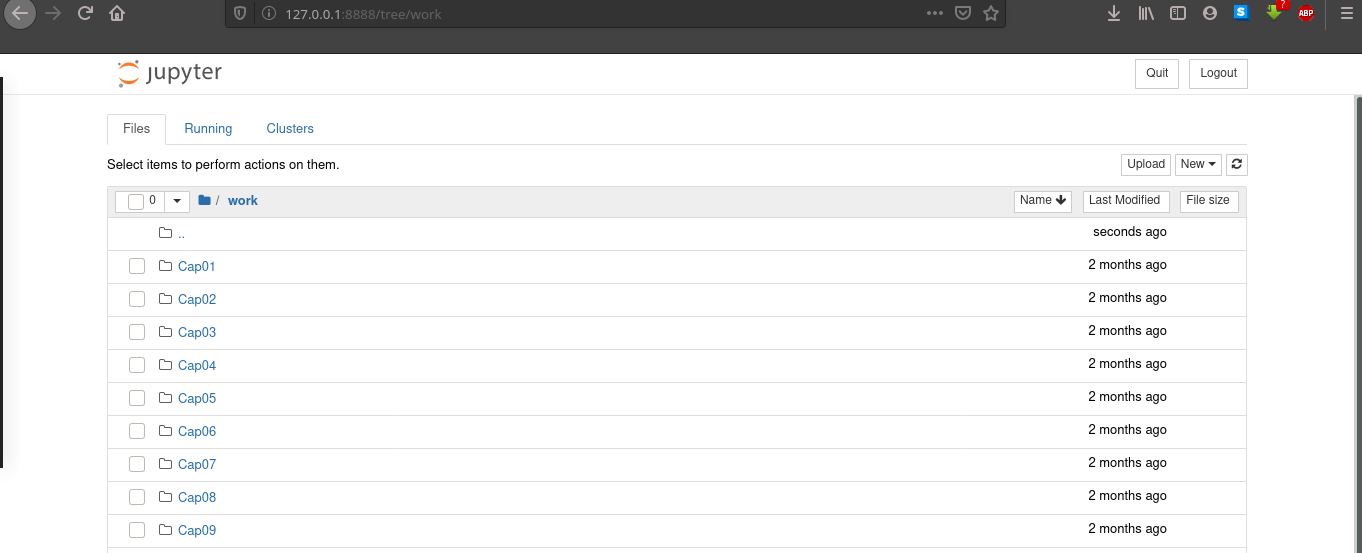 127.0.0.1:8888/tree/work
S
?
ABP
jupyter
Quit
Logout
Files
Running
Clusters
Select items to perform actions on them.
Upload
New
0
/ work
Name
Last Modified
File size
..
seconds ago
Cap01
2 months ago
Cap02
2 months ago
Cap03
2 months ago
Cap04
2 months ago
Cap05
2 months ago
Cap06
2 months ago
Cap07
2 months ago
Cap08
2 months ago
Cap09
2 months ago